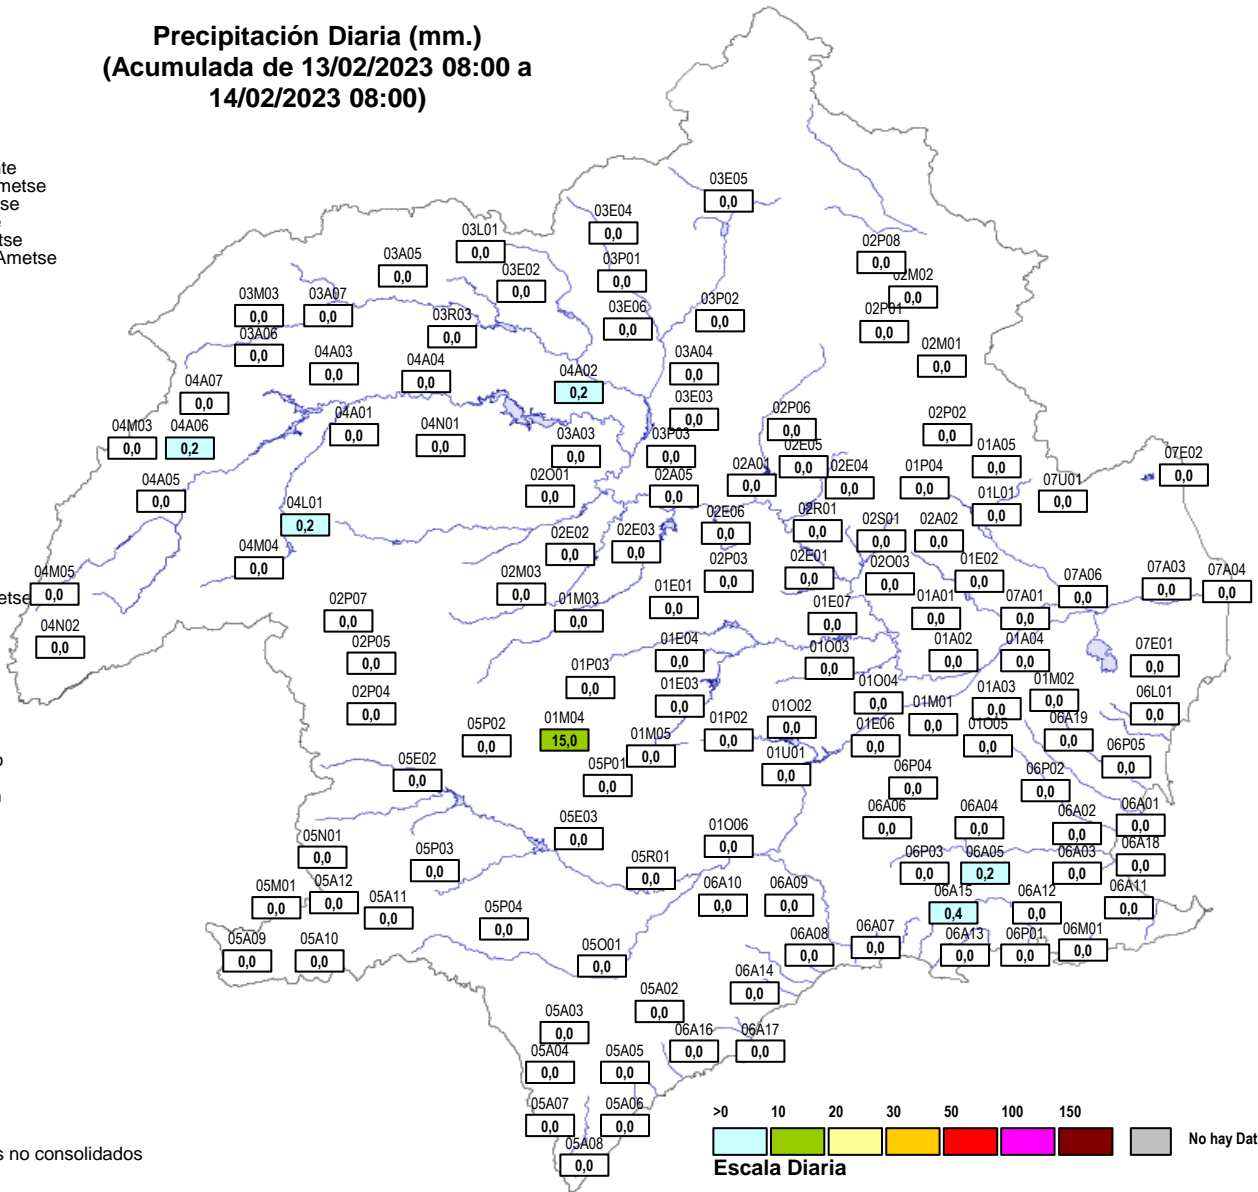 Precipitación Diaria (mm.)
(Acumulada de 13/02/2023 08:00 a
14/02/2023 08:00)
03E05
0,0
03E04
0,0
03L01
0,0
03A05
0,0
03E02
0,0
03P01
0,0
02P08
0,0
02M02
0,0
03M03
0,0
03A07
0,0
03R03
0,0
03E06
0,0
03P02
0,0
02P01
0,0
03A06
0,0
04A03
0,0
04A04
0,0
04A02
0,2
03A04
0,0
02M01
0,0
04A07
0,0
03E03
0,0
04M03
0,0
04A06
0,2
04A01
0,0
04N01
0,0
03A03
0,0
03P03
0,0
02P06
0,0
02P02
0,0
02E05
0,0
01A05
0,0
07E02
0,0
04A05
0,0
02O01
0,0
02A05
0,0
02A01
0,0
02E04
0,0
01P04
0,0
07U01
0,0
04L01
0,2
01L01
0,0
02E06
0,0
02R01
0,0
02S01
0,0
02A02
0,0
04M04
0,0
02E02
0,0
02E03
0,0
04M05
0,0
02M03
0,0
02P03
0,0
02E01
0,0
02O03
0,0
01E02
0,0
07A06
0,0
07A03
0,0
07A04
0,0
02P07
0,0
01M03
0,0
01E01
0,0
01E07
0,0
01A01
0,0
07A01
0,0
04N02
0,0
02P05
0,0
01E04
0,0
01O03
0,0
01A02
0,0
01A04
0,0
07E01
0,0
01P03
0,0
02P04
0,0
01E03
0,0
01O04
0,0
01A03
0,0
01M02
0,0
06L01
0,0
05P02
0,0
01M04
15,0
01M05
0,0
01P02
0,0
01O02
0,0
01E06
0,0
01M01
0,0
01O05
0,0
06A19
0,0
06P05
0,0
05E02
0,0
05P01
0,0
01U01
0,0
06P04
0,0
06P02
0,0
05E03
0,0
01O06
0,0
06A06
0,0
06A04
0,0
06A02
0,0
06A01
0,0
05N01
0,0
05P03
0,0
05R01
0,0
06P03
0,0
06A05
0,2
06A03
0,0
06A18
0,0
05M01
0,0
05A12
0,0
05A11
0,0
05P04
0,0
06A10
0,0
06A09
0,0
06A15
0,4
06A12
0,0
06A11
0,0
05A09
0,0
05A10
0,0
05O01
0,0
06A08
0,0
06A07
0,0
06A13
0,0
06P01
0,0
06M01
0,0
06A14
0,0
05A03
0,0
05A02
0,0
06A16
0,0
06A17
0,0
05A04
0,0
05A05
0,0
05A07
0,0
05A06
0,0
05A08
0,0
>0 10 20 30 50 100 150
No hay Dat
Escala Diaria
s no consolidados
te
metse
se
tse
Ametse
etse